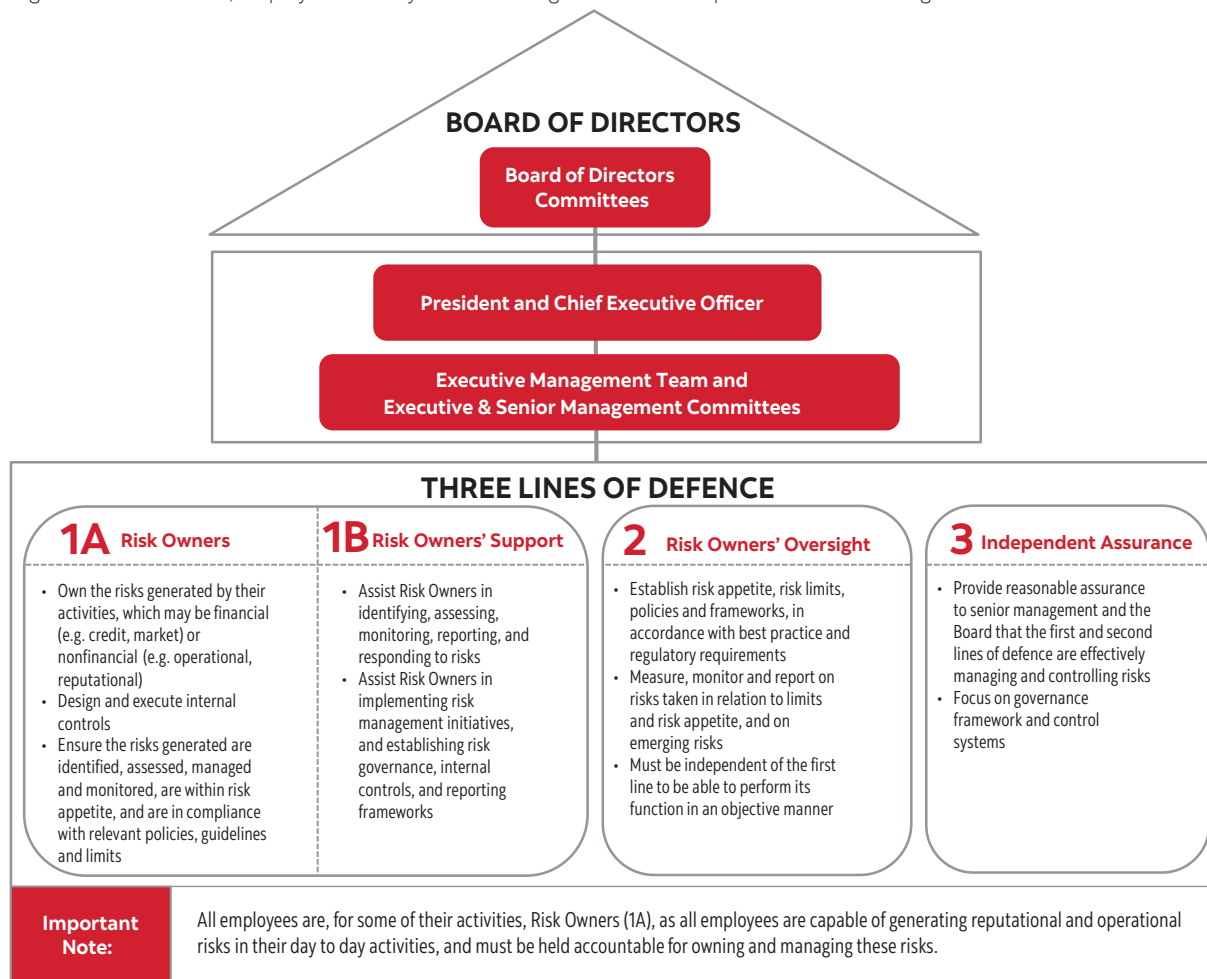 BOARD OF DIRECTORS
Board of Directors
Committees
President and Chief Executive Officer
Executive Management Team and
Executive & Senior Management Committees
THREE LINES OF DEFENCE
1A Risk Owners
• Own the risks generated by their
activities, which may be financial
(e.g. credit, market) or
nonfinancial (e.g. operational,
reputational)
• Design and execute internal
controls
• Ensure the risks generated are
identified, assessed, managed
and monitored, are within risk
appetite, and are in compliance
with relevant policies, guidelines
and limits
1B Risk Owners’ Support
• Assist Risk Owners in
identifying, assessing,
monitoring, reporting, and
responding to risks
• Assist Risk Owners in
implementing risk
management initiatives,
and establishing risk
governance, internal
controls, and reporting
frameworks
2 Risk Owners’ Oversight
• Establish risk appetite, risk limits,
policies and frameworks, in
accordance with best practice and
regulatory requirements
• Measure, monitor and report on
risks taken in relation to limits
and risk appetite, and on
emerging risks
• Must be independent of the first
line to be able to perform its
function in an objective manner
3 Independent Assurance
• Provide reasonable assurance
to senior management and the
Board that the first and second
lines of defence are effectively
managing and controlling risks
• Focus on governance
framework and control
systems
Important
Note:
All employees are, for some of their activities, Risk Owners (1A), as all employees are capable of generating reputational and operational
risks in their day to day activities, and must be held accountable for owning and managing these risks.